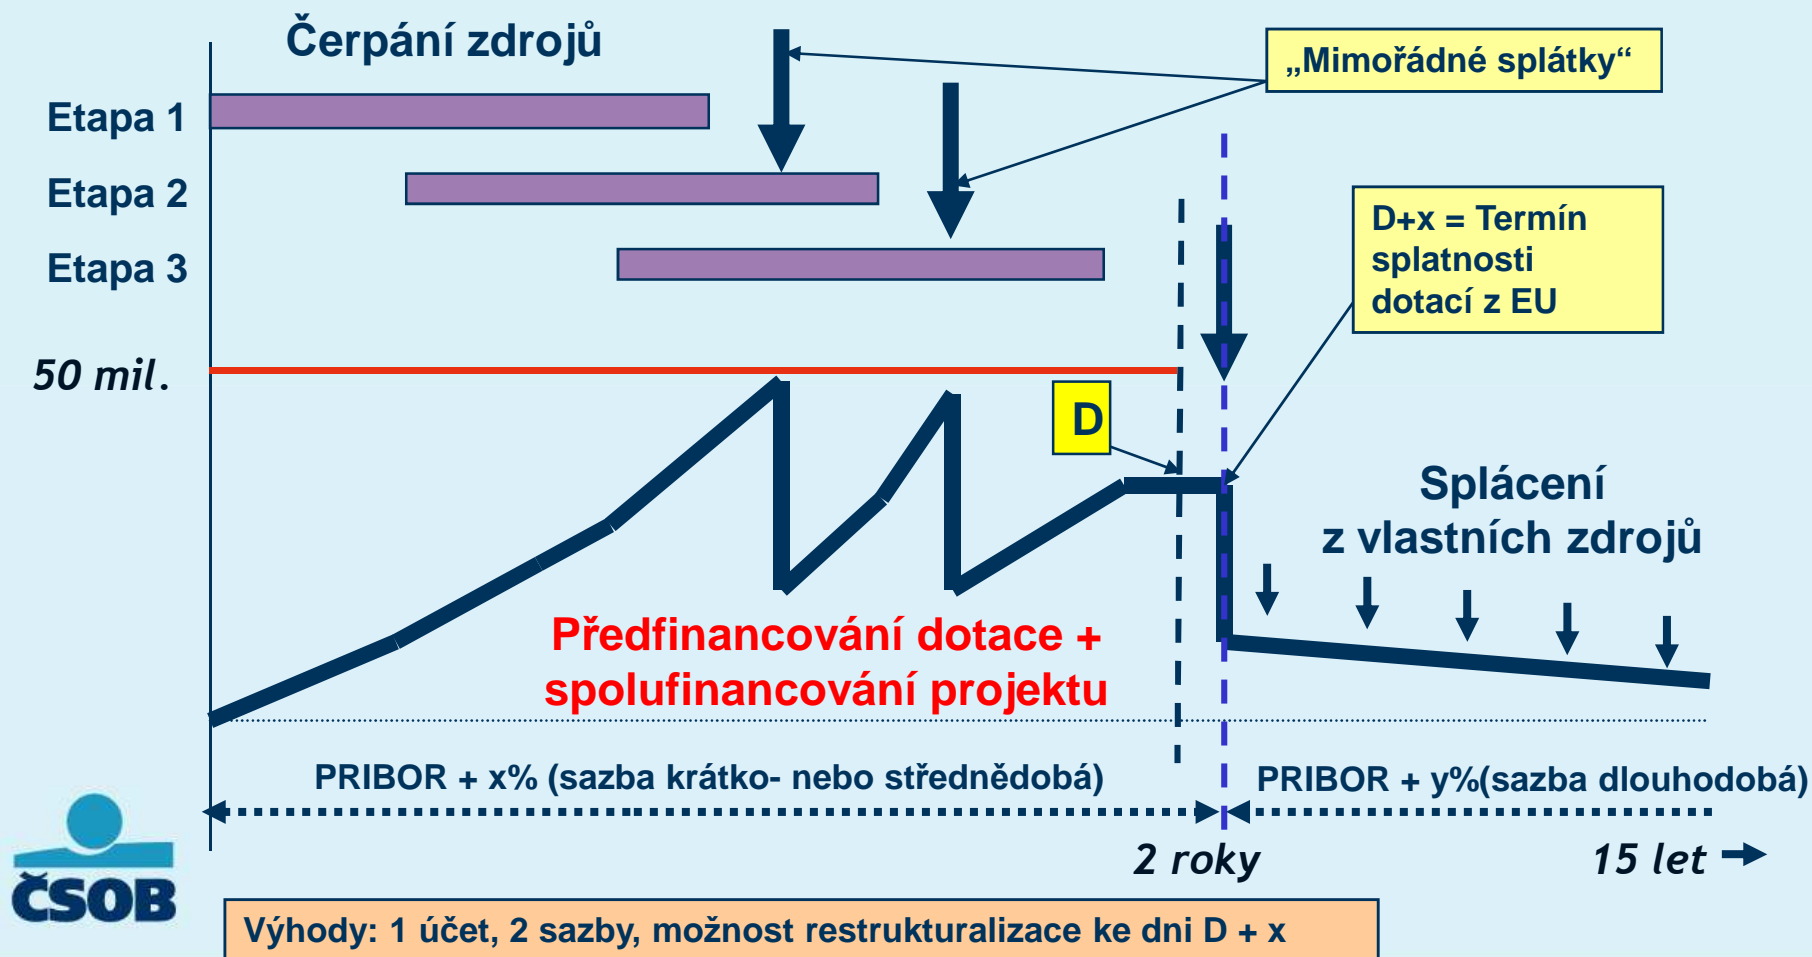 Čerpání zdrojů
„Mimořádné splátky“
Etapa 1
Etapa 2
Etapa 3
D+x = Termín
splatnosti
dotací z EU
50 mil.
D
Splácení
z vlastních zdrojů
Předfinancování dotace +
spolufinancování projektu
PRIBOR + x% (sazba krátko- nebo střednědobá)
PRIBOR + y%(sazba dlouhodobá)
2 roky
15 let
ČSOB
Výhody: 1 účet, 2 sazby, možnost restrukturalizace ke dni D + x